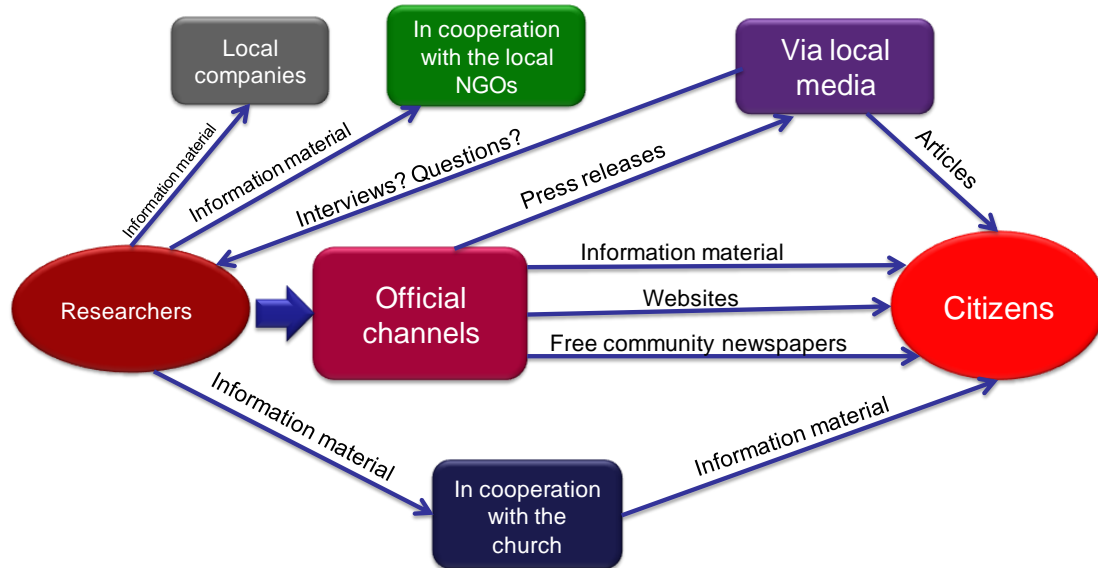 Local
companies
In cooperation
with the local
NGOs
Via local
media
Information material
Information material
Interviews? Questions?
Press releases
Articles
Researchers
Official
channels
Information material
Websites
Free community newspapers
Citizens
Information material
In cooperation
with the
church
Information material